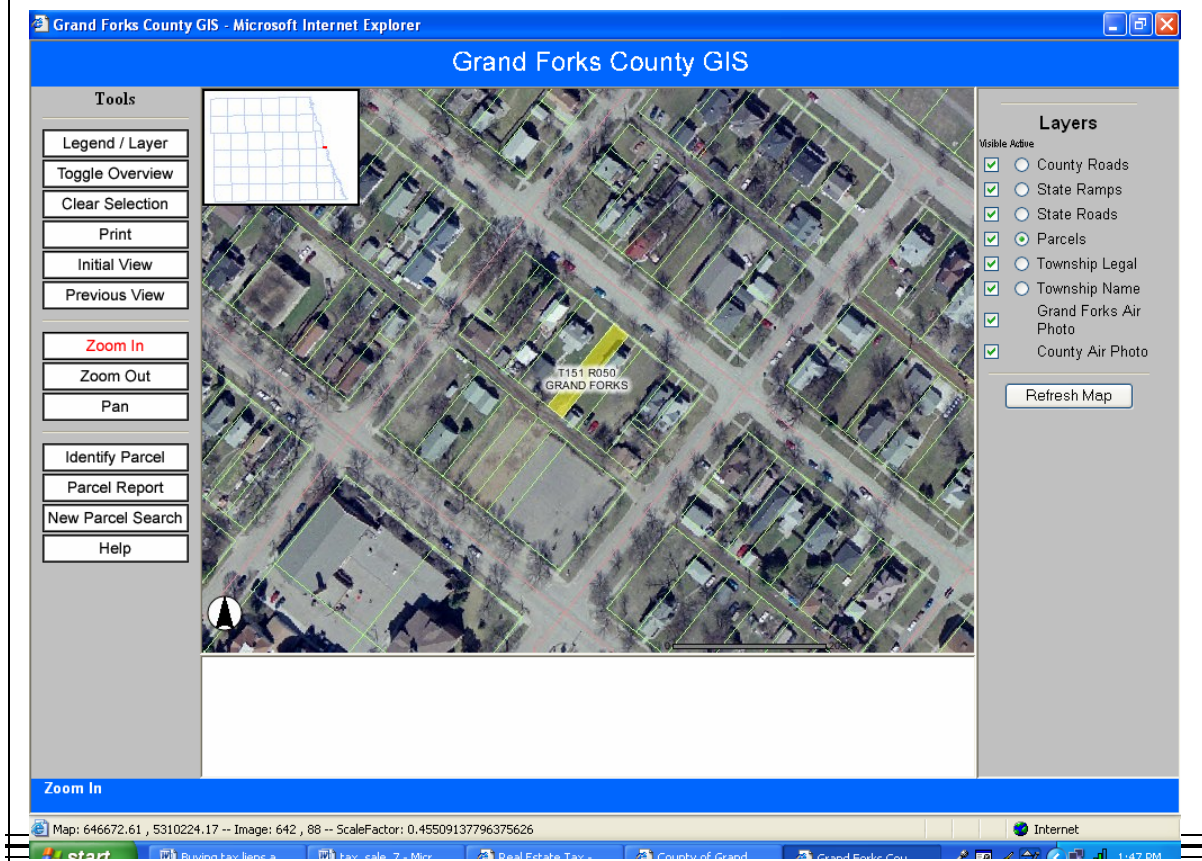 Grand Forks County GIS - Microsoft Internet Explorer
Grand Forks County GIS
Tools
Legend / Layer
Toggle Overview
Clear Selection
Print
Initial View
Previous View
Zoom In
Zoom Out
Pan
Identify Parcel
Parcel Report
New Parcel Search
Help
T151 R050
GRAND FORKS
0
Layers
Visible Active
County Roads
State Ramps
State Roads
Parcels
Township Legal
Township Name
Grand Forks Air
Photo
County Air Photo
Refresh Map
Zoom In
Map: 646672.61 , 5310224.17 -- Image: 642 , 88 -- ScaleFactor: 0.45509137796375626
Internet
start
Buying tax liens a...
tax_sale_7 - Micr...
Real Estate Tax - ...
County of Grand ...
Grand Forks Cou...
1:47 PM